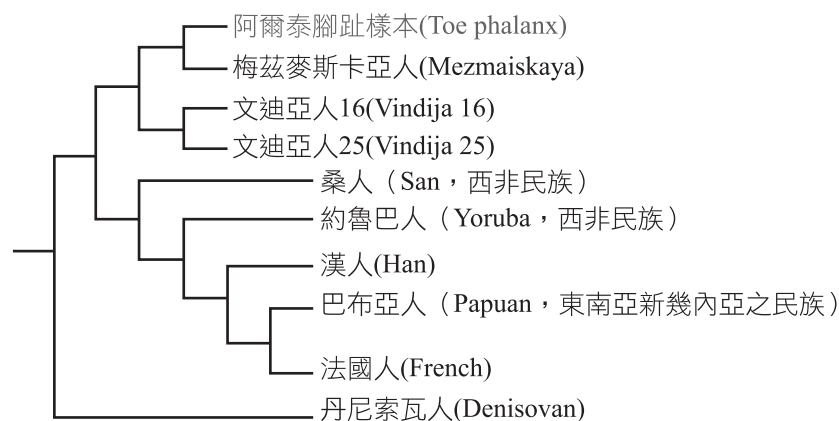 阿爾泰腳趾樣本(Toe phalanx)
梅茲麥斯卡亞人(Mezmaiskaya)
文迪亞人16(Vindija 16)
文迪亞人25(Vindija 25)
桑人（San，西非民族）
約魯巴人（Yoruba，西非民族）
漢人(Han)
巴布亞人（Papuan，東南亞新幾內亞之民族）
法國人(French)
丹尼索瓦人(Denisovan)